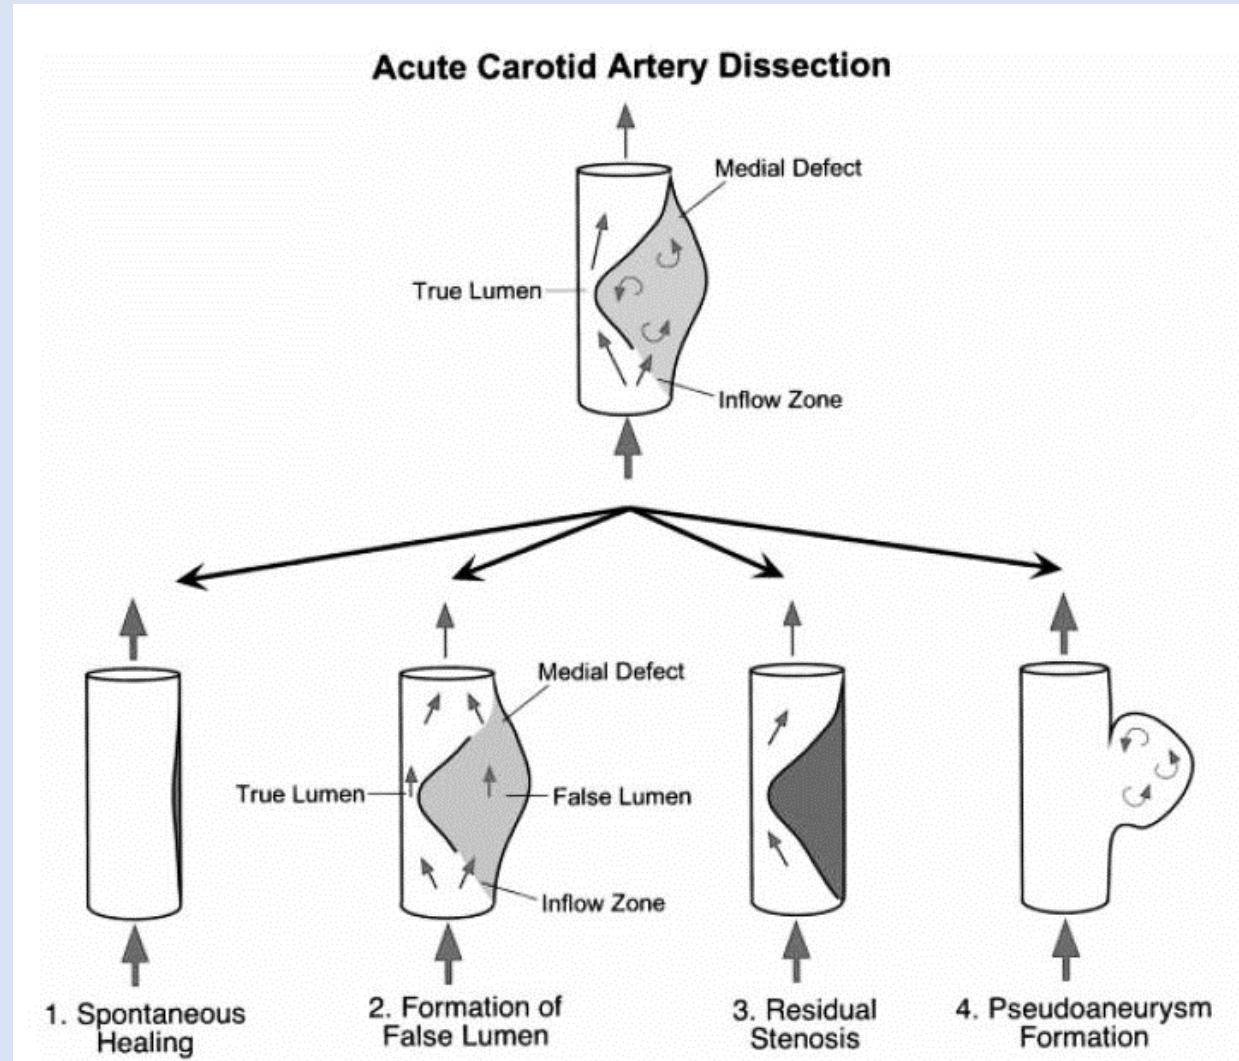 Acute Carotid Artery Dissection
Medial Defect
True Lumen
Inflow Zone
Medial Defect
True Lumen
False Lumen
Inflow Zone
1. Spontaneous
Healing
2. Formation of
False Lumen
3. Residual
Stenosis
4. Pseudoaneurysm
Formation